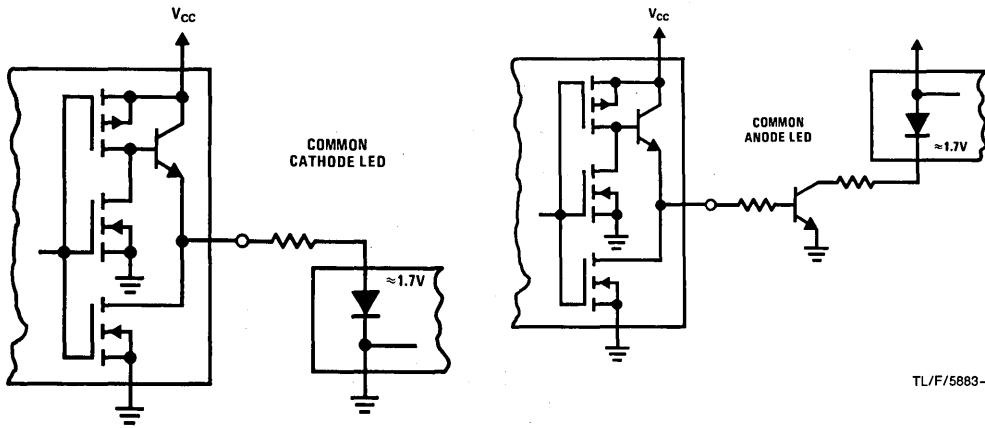 VCC
COMMON
CATHODE LED
≈1.7V
VCC
COMMON
ANODE LED
≈1.7V
TL/F/5883-